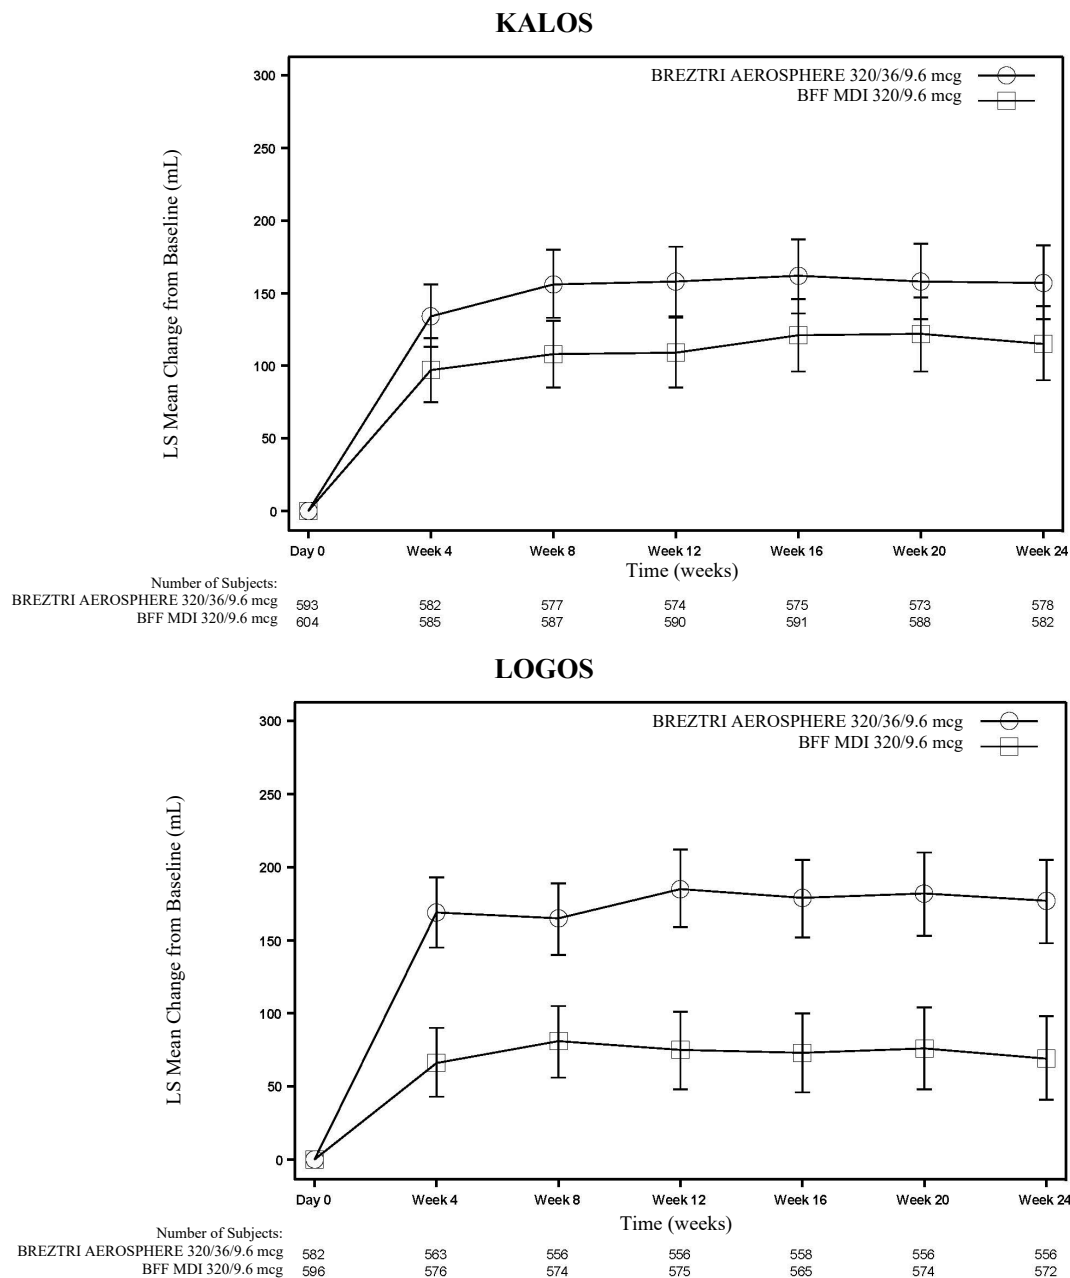 KALOS
BREZTRI AEROSPHERE 320/36/9.6 mcg
BFF MDI 320/9.6 mcg
LS Mean Change from Baseline (mL)
300
250
200
150
100
50
0
Day 0 Week 4 Week 8 Week 12 Week 16 Week 20 Week 24
Time (weeks)
Number of Subjects:
BREZTRI AEROSPHERE 320/36/9.6 mcg 593 582 577 574 575 573 578
BFF MDI 320/9.6 mcg 604 585 587 590 591 588 582
LOGOS
BREZTRI AEROSPHERE 320/36/9.6 mcg
BFF MDI 320/9.6 mcg
LS Mean Change from Baseline (mL)
300
250
200
150
100
50
0
Day 0 Week 4 Week 8 Week 12 Week 16 Week 20 Week 24
Time (weeks)
Number of Subjects:
BREZTRI AEROSPHERE 320/36/9.6 mcg 582 563 556 556 558 556 556
BFF MDI 320/9.6 mcg 596 576 574 575 565 574 572